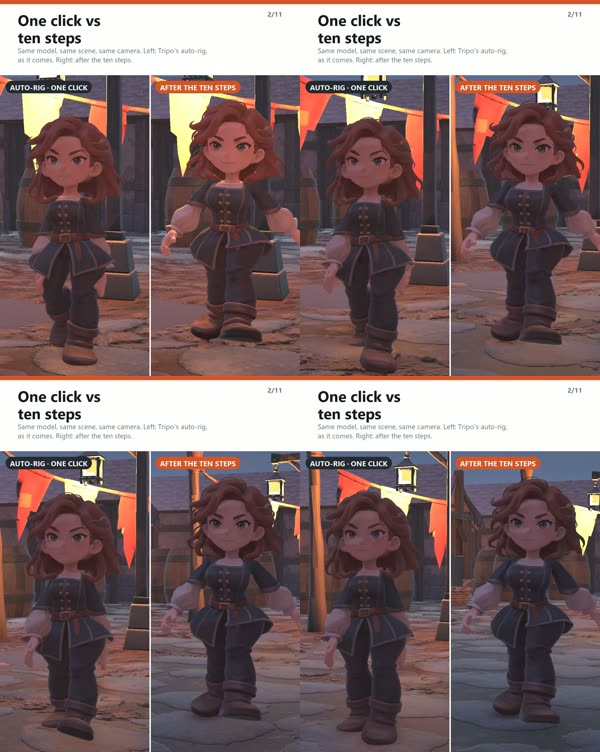 2/11
One click vs
ten steps
Same model, same scene, same camera. Left: Tripo's auto-rig,
as it comes. Right: after the ten steps.
AUTO-RIG · ONE CLICK
AFTER THE TEN STEPS
2/11
One click vs
ten steps
Same model, same scene, same camera. Left: Tripo's auto-rig,
as it comes. Right: after the ten steps.
AUTO-RIG · ONE CLICK
AFTER THE TEN STEPS
2/11
One click vs
ten steps
Same model, same scene, same camera. Left: Tripo's auto-rig,
as it comes. Right: after the ten steps.
AUTO-RIG · ONE CLICK
AFTER THE TEN STEPS
2/11
One click vs
ten steps
Same model, same scene, same camera. Left: Tripo's auto-rig,
as it comes. Right: after the ten steps.
AUTO-RIG · ONE CLICK
AFTER THE TEN STEPS